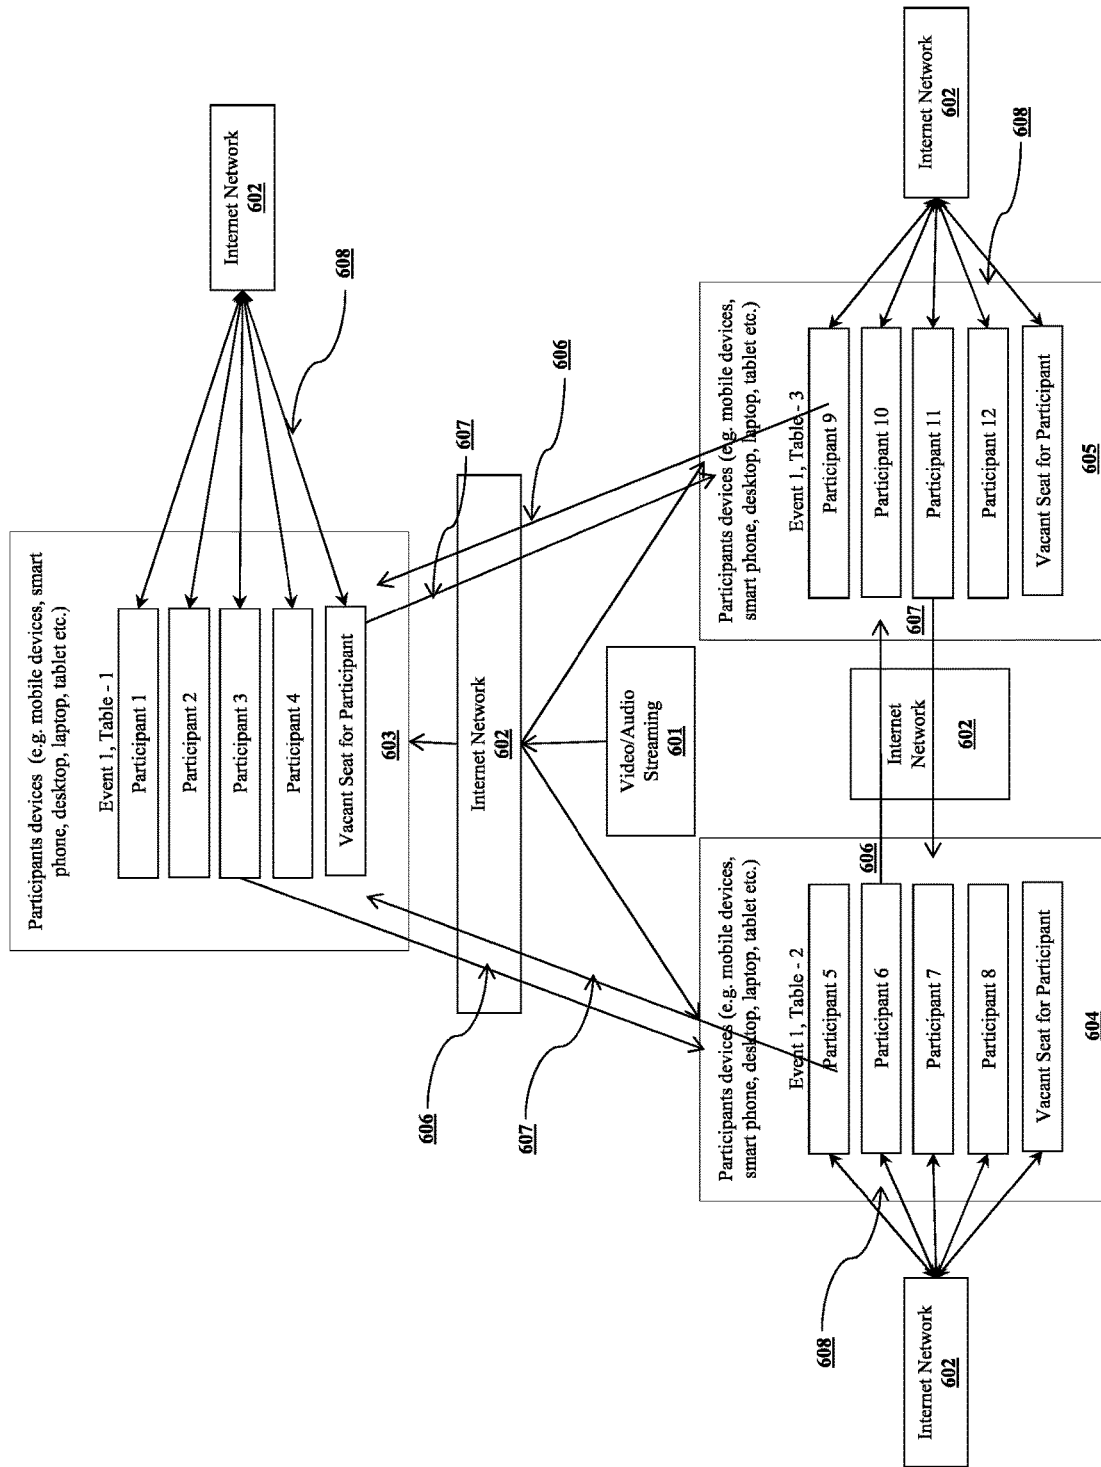 Participants devices  (e.g. mobile devices, smart
phone, desktop, laptop, tablet etc.)
Event 1, Table - 1
Participant 1
Participant 2
Participant 3
Participant 4
Vacant Seat for Participant
603
Internet Network
602
608
606
607
Internet Network
602
606
607
Video/Audio
Streaming
601
Participants devices (e.g. mobile devices,
smart phone, desktop, laptop, tablet etc.)
Event 1, Table - 2
Participant 5
Participant 6
Participant 7
Participant 8
Vacant Seat for Participant
604
606
608
Internet Network
602
Internet
Network
602
607
Participants devices (e.g. mobile devices,
smart phone, desktop, laptop, tablet etc.)
Event 1, Table - 3
Participant 9
Participant 10
Participant 11
Participant 12
Vacant Seat for Participant
605
608
Internet Network
602